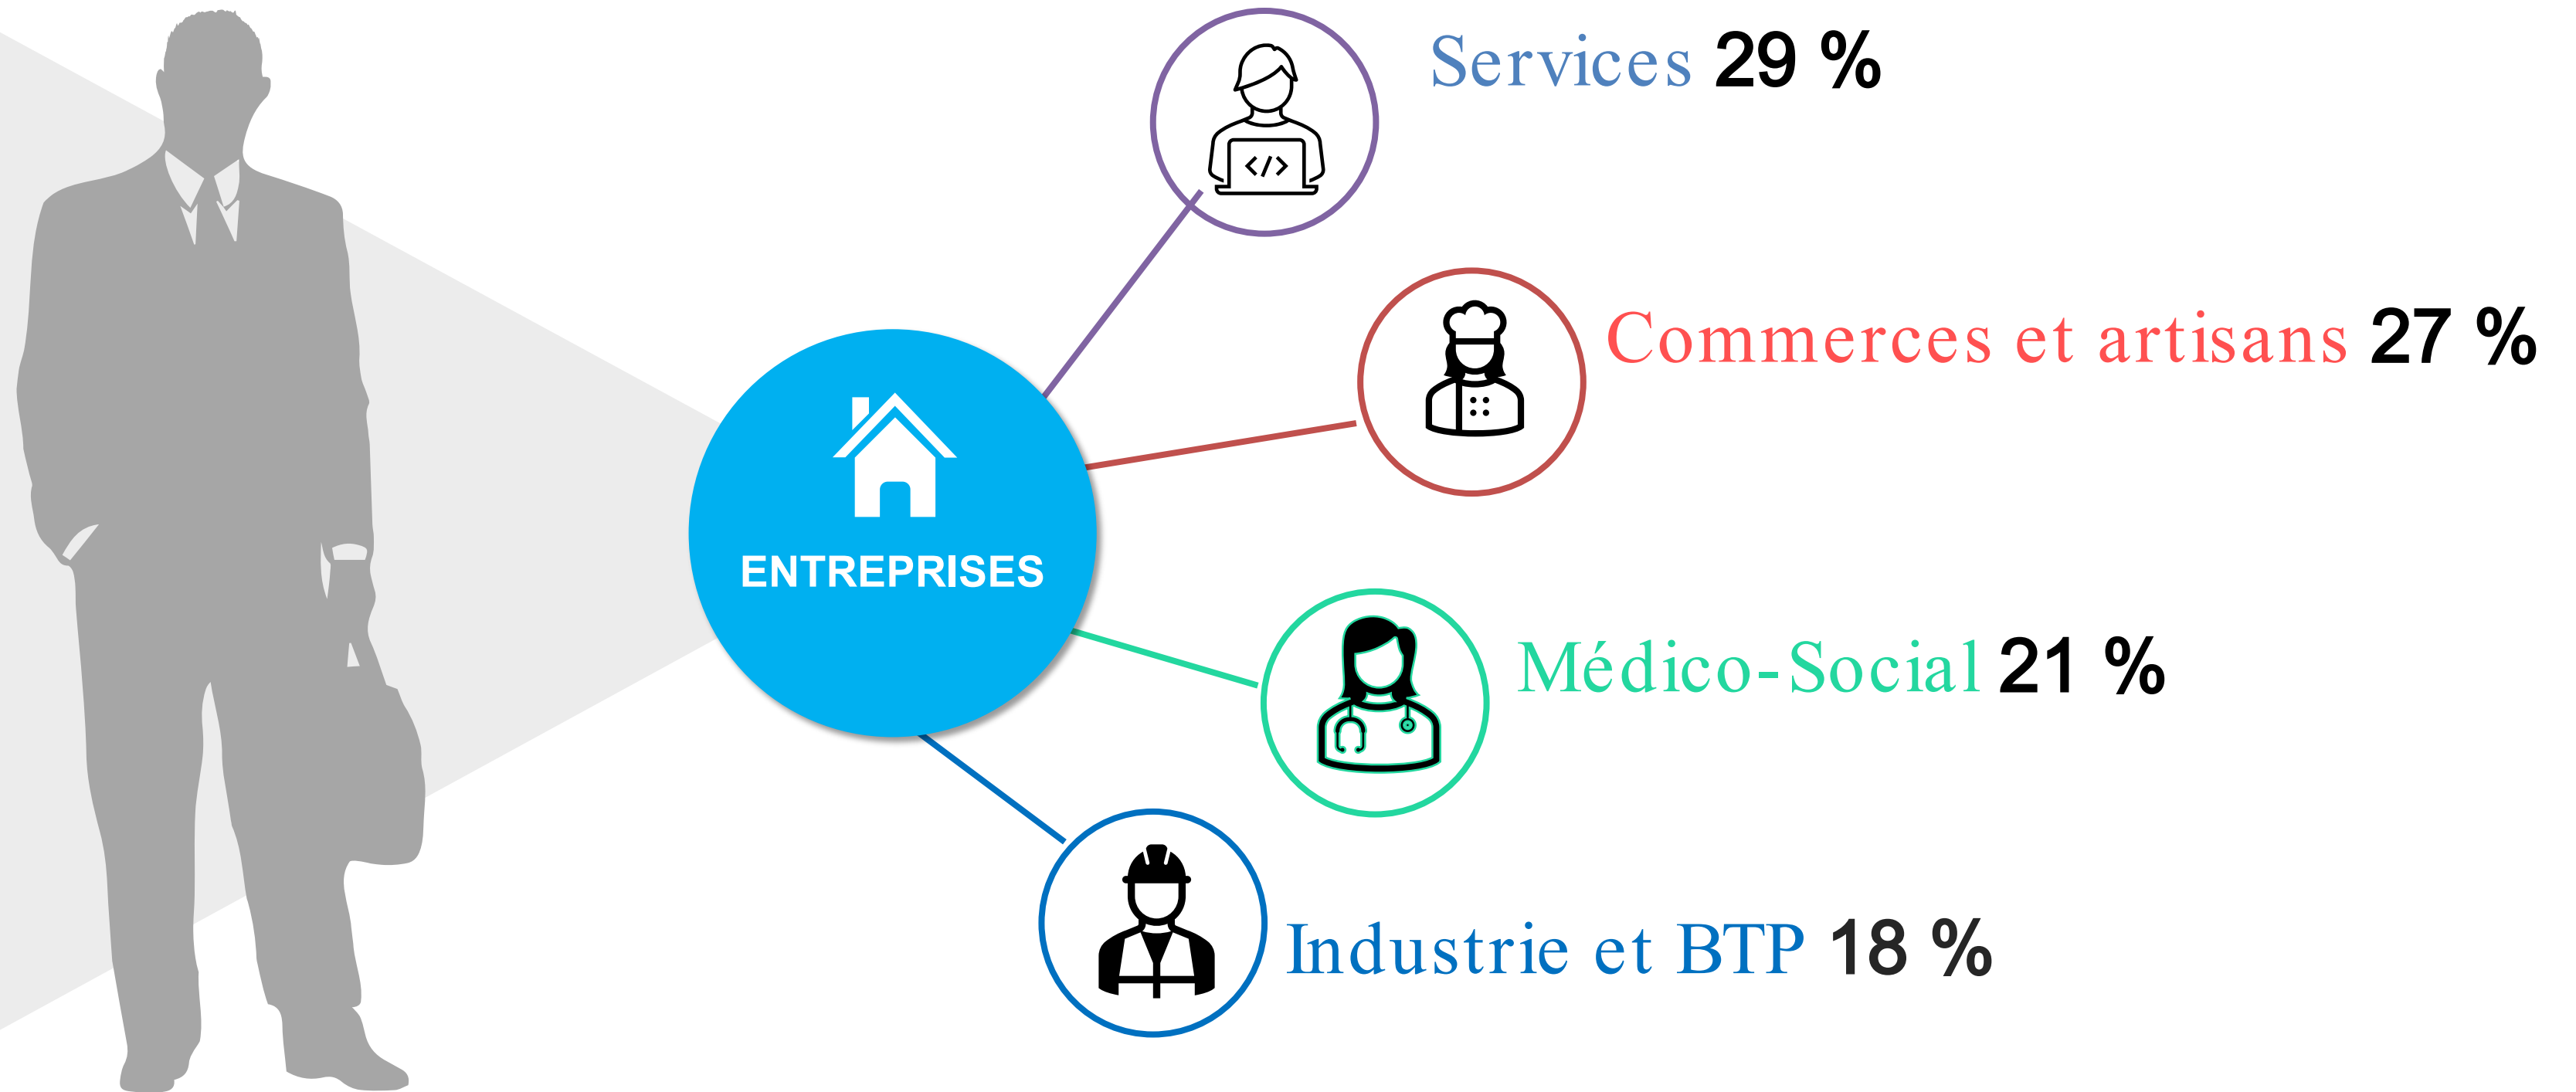 Services 29 %
Commerces et artisans 27 %
ENTREPRISES
Médico-Social 21 %
Industrie et BTP 18 %